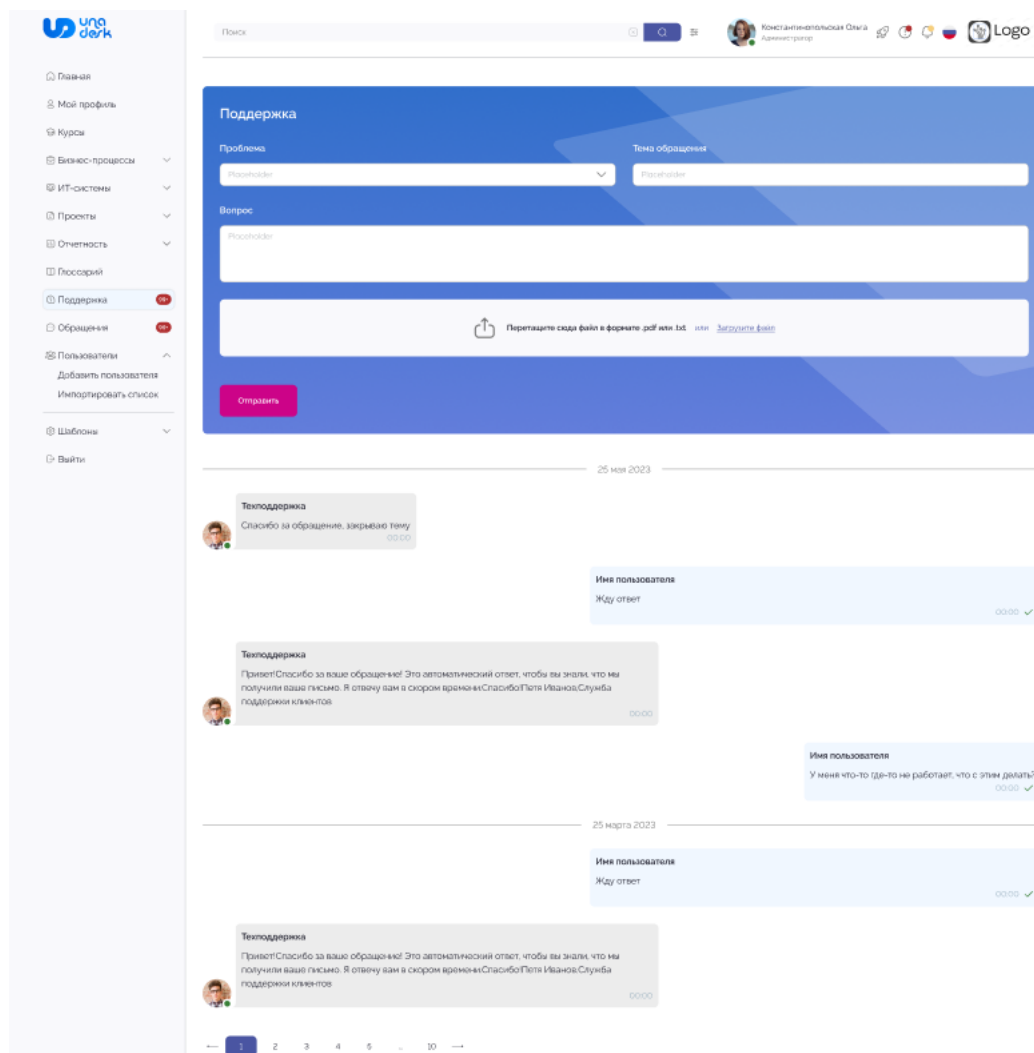 una desk
Поиск
Константинопольская Ольга
Администратор
Logo
Главная
Мой профиль
Курсы
Бизнес-процессы
ИТ-системы
Проекты
Отчетность
Глоссарий
Поддержка 99+
Обращения 99+
Пользователи
Добавить пользователя
Импортировать список
Шаблоны
Выйти
Поддержка
Проблема Тема обращения
Placeholder Placeholder
Вопрос
Placeholder
Перетащите сюда файл в формате .pdf или .txt или Загрузите файл
Отправить
25 мая 2023
Техподдержка
Спасибо за обращение, закрываю тему
00:00
Имя пользователя
Жду ответ
00:00
Техподдержка
Привет!Спасибо за ваше обращение! Это автоматический ответ, чтобы вы знали, что мы
получили ваше письмо. Я отвечу вам в скором времени.Спасибо!Петя Иванов,Служба
поддержки клиентов
00:00
Имя пользователя
У меня что-то где-то не работает, что с этим делать?
00:00
25 марта 2023
Имя пользователя
Жду ответ
00:00
Техподдержка
Привет!Спасибо за ваше обращение! Это автоматический ответ, чтобы вы знали, что мы
получили ваше письмо. Я отвечу вам в скором времени.Спасибо!Петя Иванов,Служба
поддержки клиентов
00:00
← 1 2 3 4 5 ... 10 →